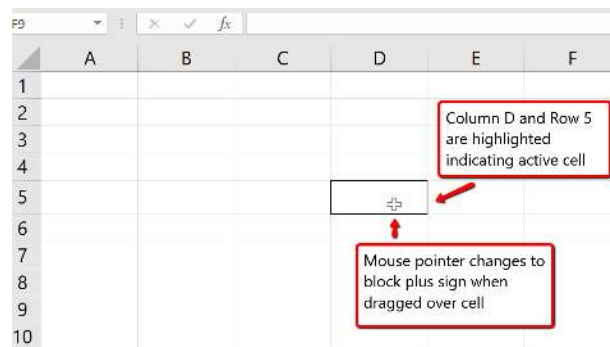 F9 fx
A B C D E F
1
2
Column D and Row 5
3
are highlighted
indicating active cell
4
5
6
7
Mouse pointer changes to
8
block plus sign when
dragged over cell
9
10